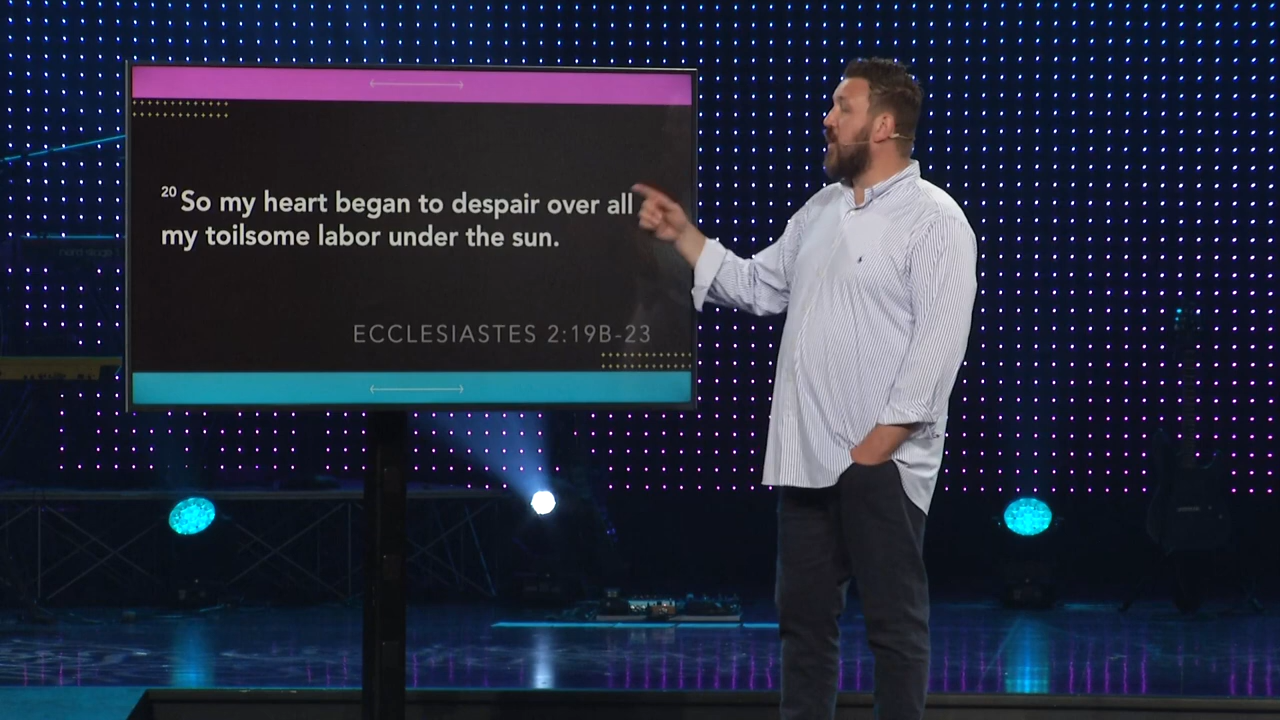 20 So my heart began to despair over all
my toilsome labor under the sun.
ECCLESIASTES 2:19B-23